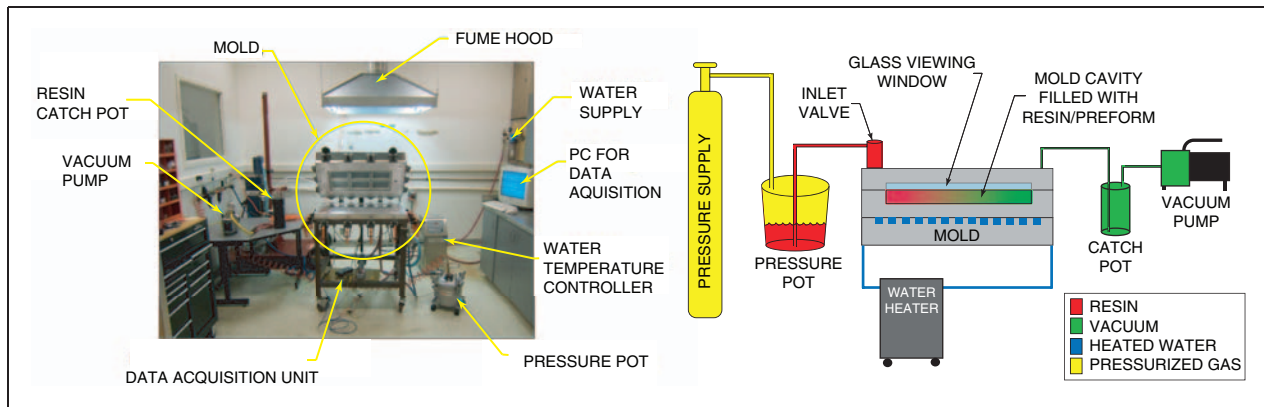 FUME HOOD
MOLD
RESIN
CATCH POT
VACUUM
PUMP
WATER
SUPPLY
PC FOR
DATA
AQUISITION
WATER
TEMPERATURE
CONTROLLER
PRESSURE POT
DATA ACQUISITION UNIT
GLASS VIEWING
WINDOW
MOLD CAVITY
FILLED WITH
RESIN/PREFORM
INLET
VALVE
PRESSURE SUPPLY
PRESSURE
POT
MOLD
WATER
HEATER
CATCH
POT
VACUUM
PUMP
RESIN
VACUUM
HEATED WATER
PRESSURIZED GAS